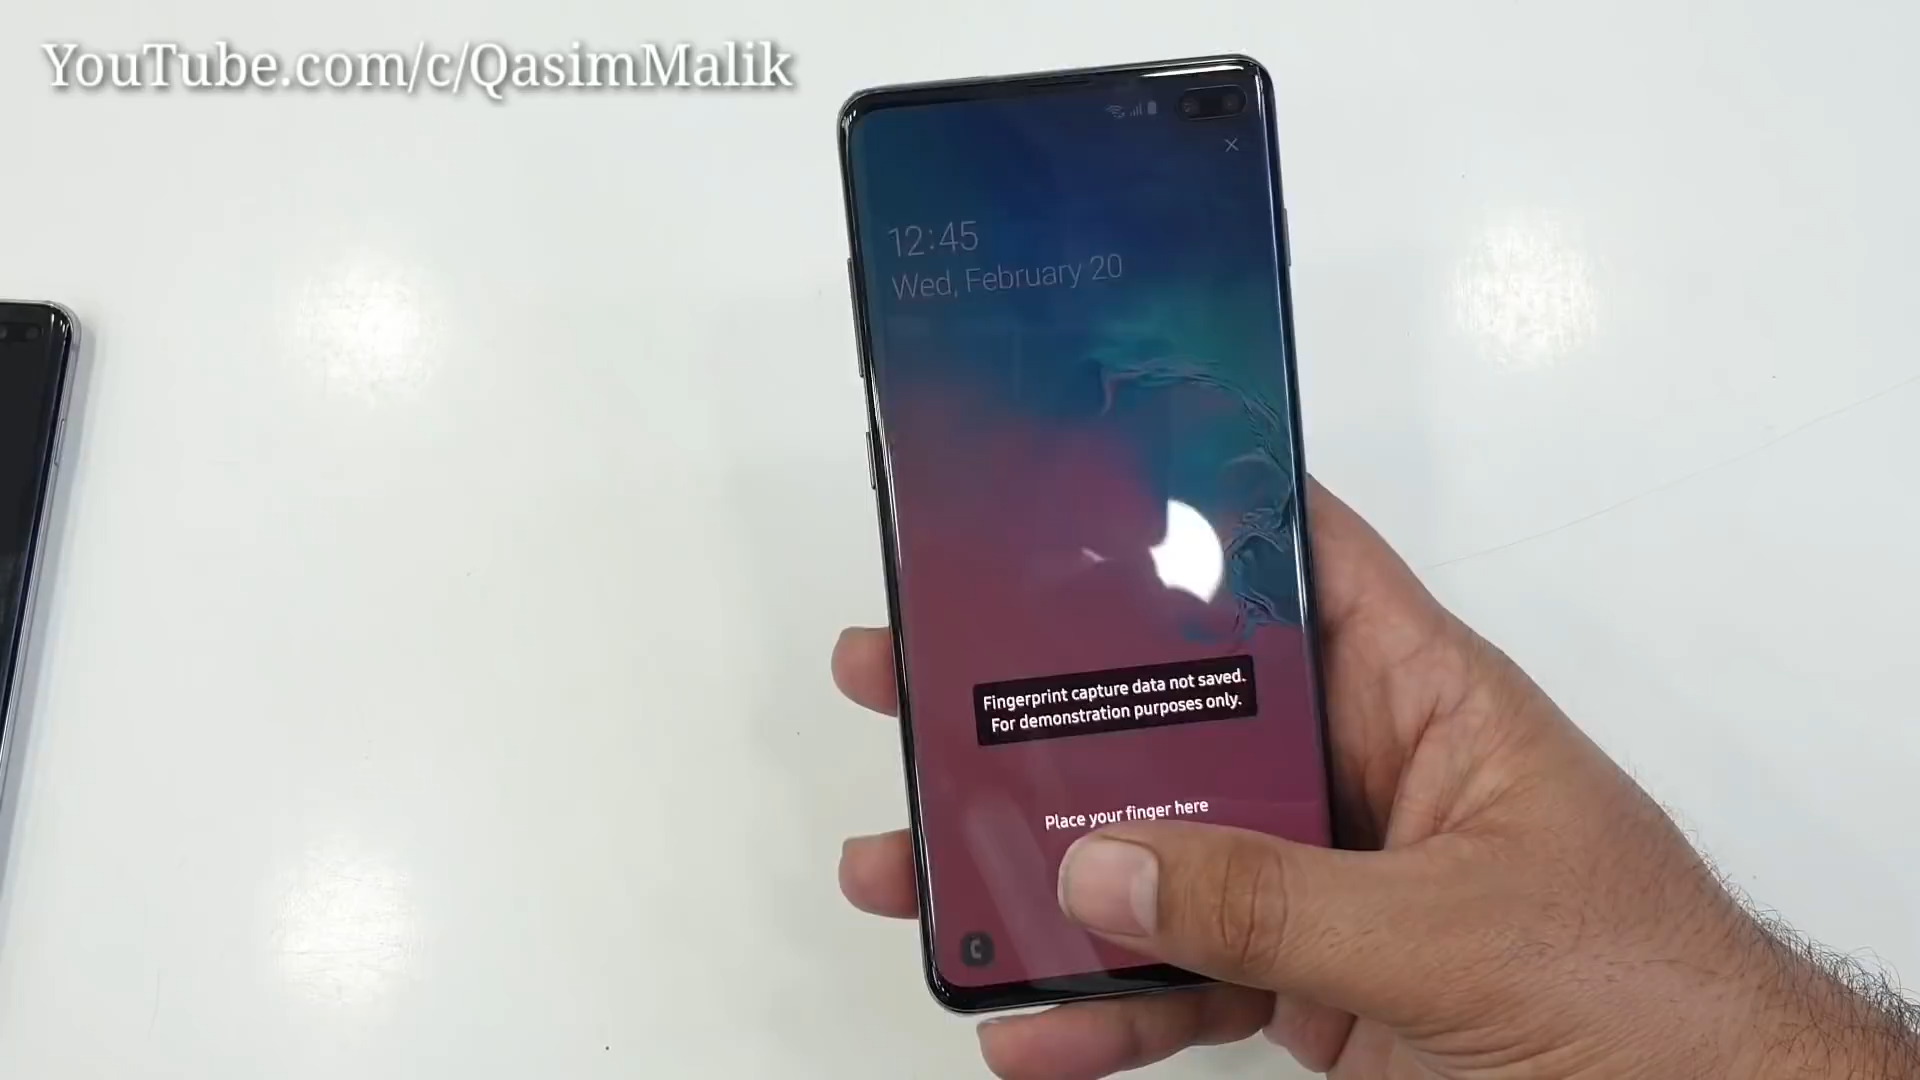 YouTube.com/c/QasimMalik
12:45
Wed, February 20
Fingerprint capture data not saved.
For demonstration purposes only.
Place your finger here